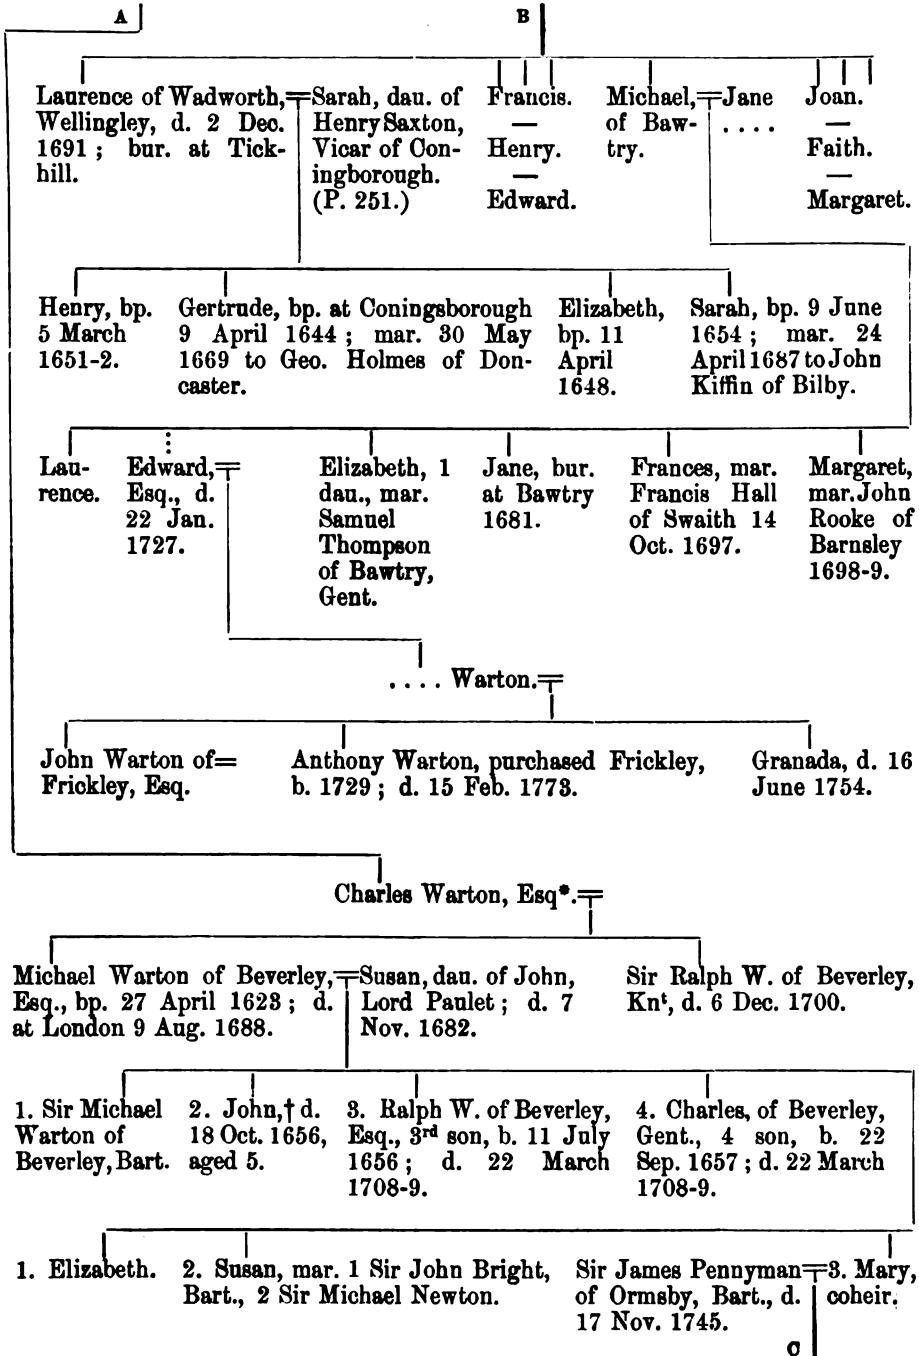 A
B
Laurence of Wadworth,
Wellingley, d. 2 Dec.
1691 ; bur. at Tick-
hill.
Sarah, dau. of
Henry Saxton,
Vicar of Con-
ingborough.
(P. 251.)
Francis.
—
Henry.
—
Edward.
Michael,
of Baw-
try.
Jane
. . . .
Joan.
—
Faith.
—
Margaret.
Henry, bp.
5 March
1651-2.
Gertrude, bp. at Coningsborough
9 April 1644 ; mar. 30 May
1669 to Geo. Holmes of Don-
caster.
Elizabeth,
bp. 11
April
1648.
Sarah, bp. 9 June
1654 ; mar. 24
April 1687 to John
Kiffin of Bilby.
Lau-
rence.
Edward,
Esq., d.
22 Jan.
1727.
Elizabeth, 1
dau., mar.
Samuel
Thompson
of Bawtry,
Gent.
Jane, bur.
at Bawtry
1681.
Frances, mar.
Francis Hall
of Swaith 14
Oct. 1697.
Margaret,
mar. John
Rooke of
Barnsley
1698-9.
. . . . Warton.
John Warton of=
Frickley, Esq.
Anthony Warton, purchased Frickley,
b. 1729 ; d. 15 Feb. 1773.
Granada, d. 16
June 1754.
Charles Warton, Esq*.
Michael Warton of Beverley,
Esq., bp. 27 April 1623 ; d.
at London 9 Aug. 1688.
Susan, dau. of John,
Lord Paulet ; d. 7
Nov. 1682.
Sir Ralph W. of Beverley,
Knᵗ, d. 6 Dec. 1700.
1. Sir Michael
Warton of
Beverley, Bart.
2. John,† d.
18 Oct. 1656,
aged 5.
3. Ralph W. of Beverley,
Esq., 3rd son, b. 11 July
1656 ; d. 22 March
1708-9.
4. Charles, of Beverley,
Gent., 4 son, b. 22
Sep. 1657 ; d. 22 March
1708-9.
1. Elizabeth.
2. Susan, mar. 1 Sir John Bright,
Bart., 2 Sir Michael Newton.
Sir James Pennyman
of Ormsby, Bart., d.
17 Nov. 1745.
3. Mary,
coheir.
C